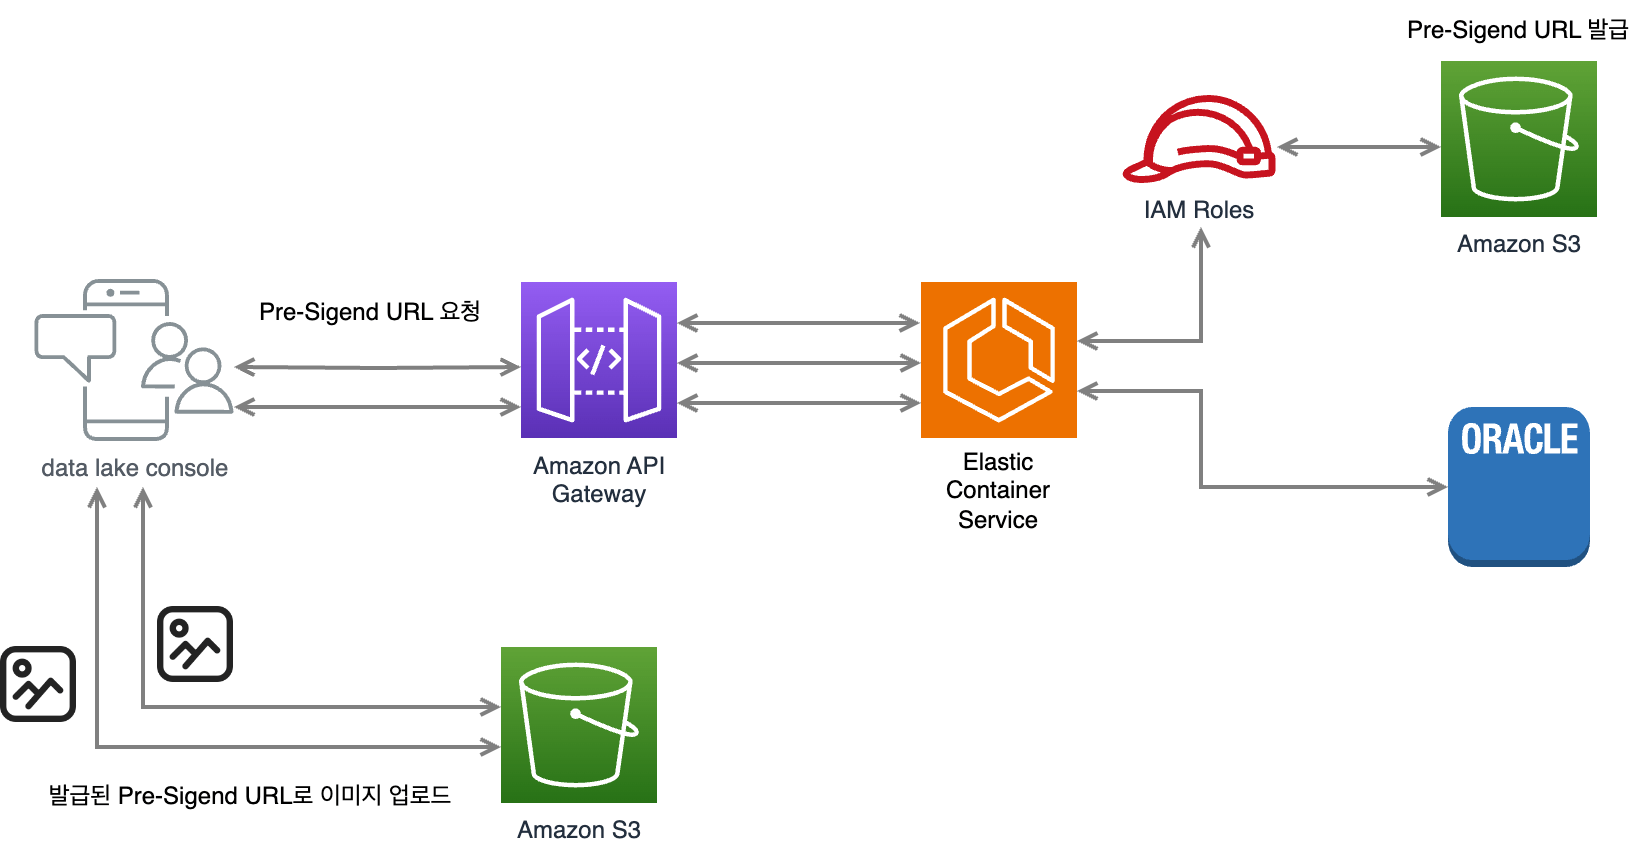 Pre-Sigend URL 발급
IAM Roles
Amazon S3
Pre-Sigend URL 요청
</>
data lake console
Amazon API
Gateway
Elastic
Container
Service
ORACLE
발급된 Pre-Sigend URL로 이미지 업로드
Amazon S3